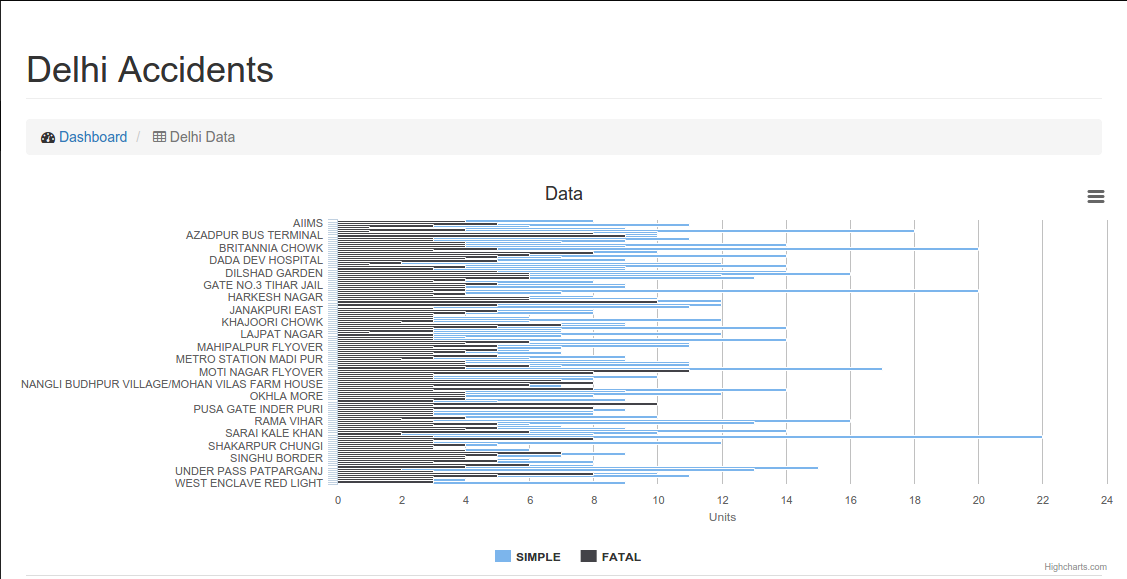 Delhi Accidents
Dashboard / Delhi Data
Data
AIIMS
AZADPUR BUS TERMINAL
BRITANNIA CHOWK
DADA DEV HOSPITAL
DILSHAD GARDEN
GATE NO.3 TIHAR JAIL
HARKESH NAGAR
JANAKPURI EAST
KHAJOORI CHOWK
LAJPAT NAGAR
MAHIPALPUR FLYOVER
METRO STATION MADI PUR
MOTI NAGAR FLYOVER
NANGLI BUDHPUR VILLAGE/MOHAN VILAS FARM HOUSE
OKHLA MORE
PUSA GATE INDER PURI
RAMA VIHAR
SARAI KALE KHAN
SHAKARPUR CHUNGI
SINGHU BORDER
UNDER PASS PATPARGANJ
WEST ENCLAVE RED LIGHT
0 2 4 6 8 10 12 14 16 18 20 22 24
Units
SIMPLE FATAL
Highcharts.com